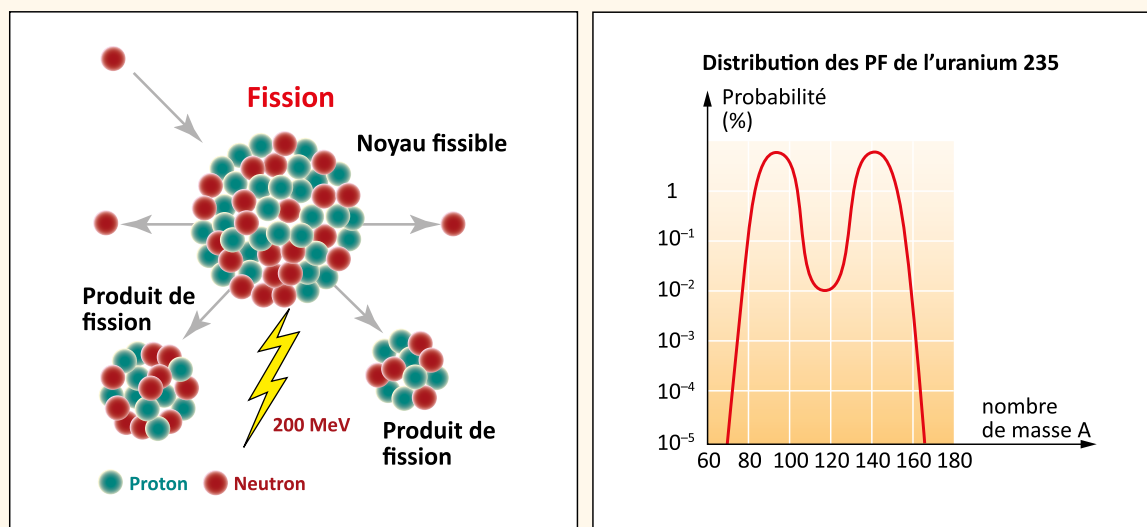 Fission
Noyau fissible
Produit de
fission
200 MeV
Produit de
fission
Proton
Neutron
Distribution des PF de l’uranium 235
Probabilité
(%)
1
10⁻¹
10⁻²
10⁻³
10⁻⁴
10⁻⁵
nombre
de masse A
60 80 100 120 140 160 180